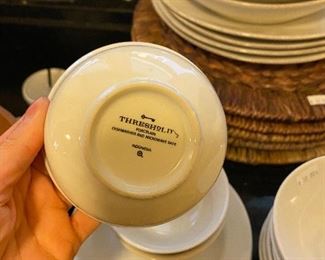 THRESHOLD
PORCELAIN
DISHWASHER AND MICROWAVE SAFE
INDONESIA